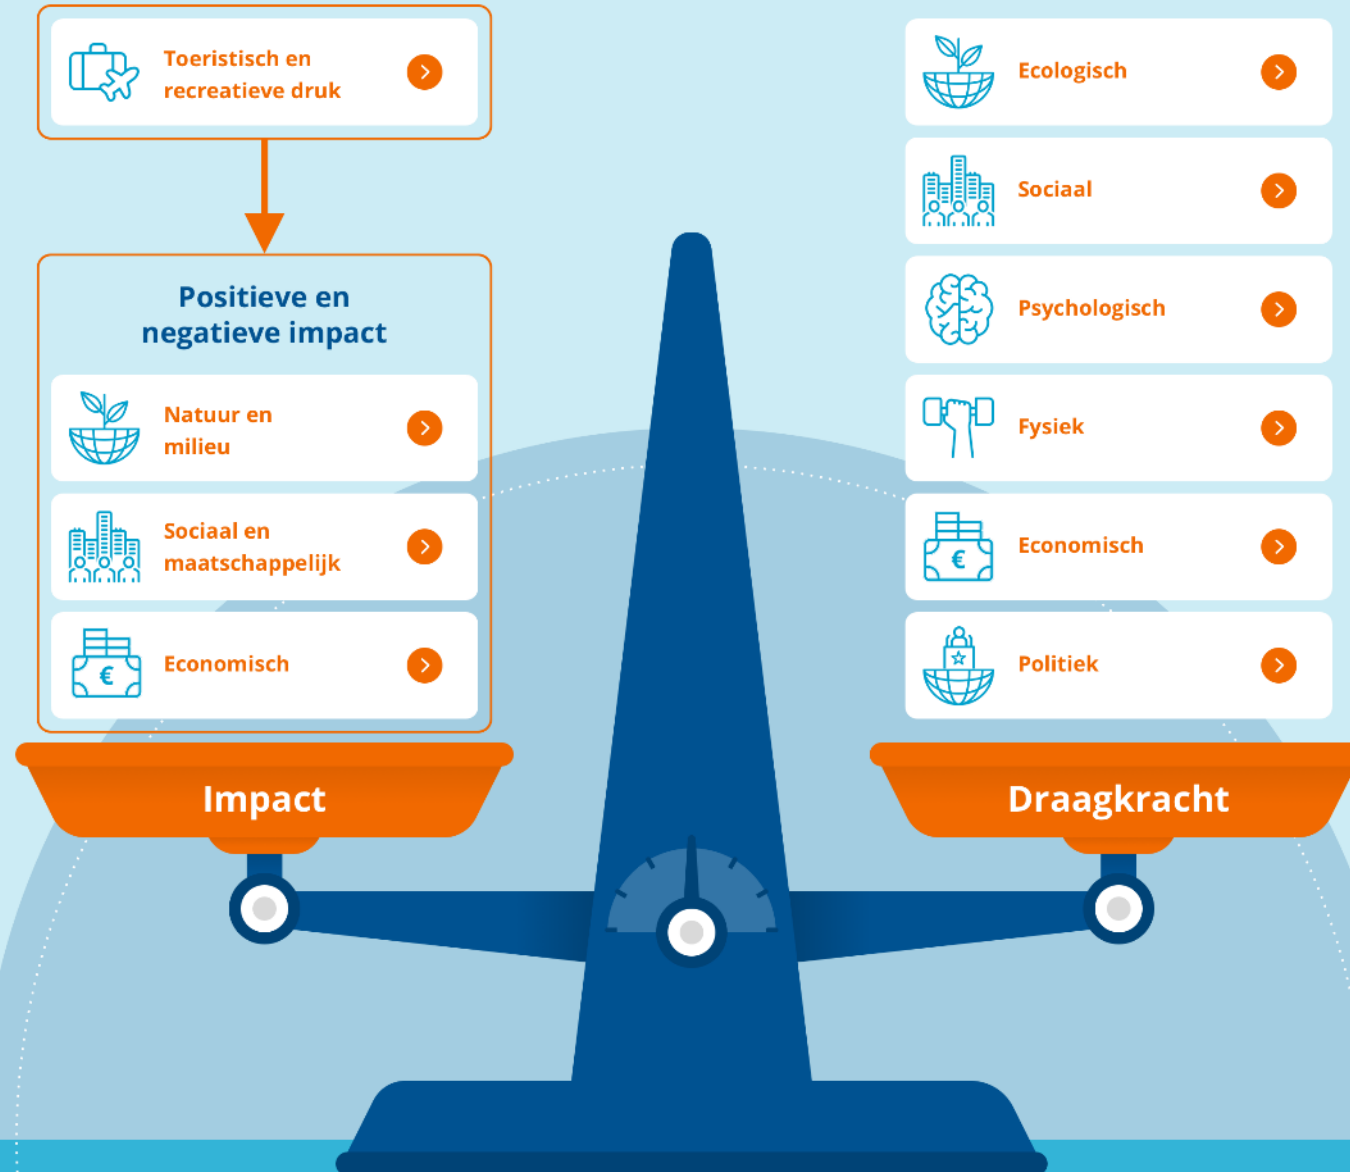 Toeristisch en
recreatieve druk
Positieve en
negatieve impact
Natuur en
milieu
Sociaal en
maatschappelijk
€
Economisch
Impact
Ecologisch
Sociaal
Psychologisch
Fysiek
€
Economisch
Politiek
Draagkracht